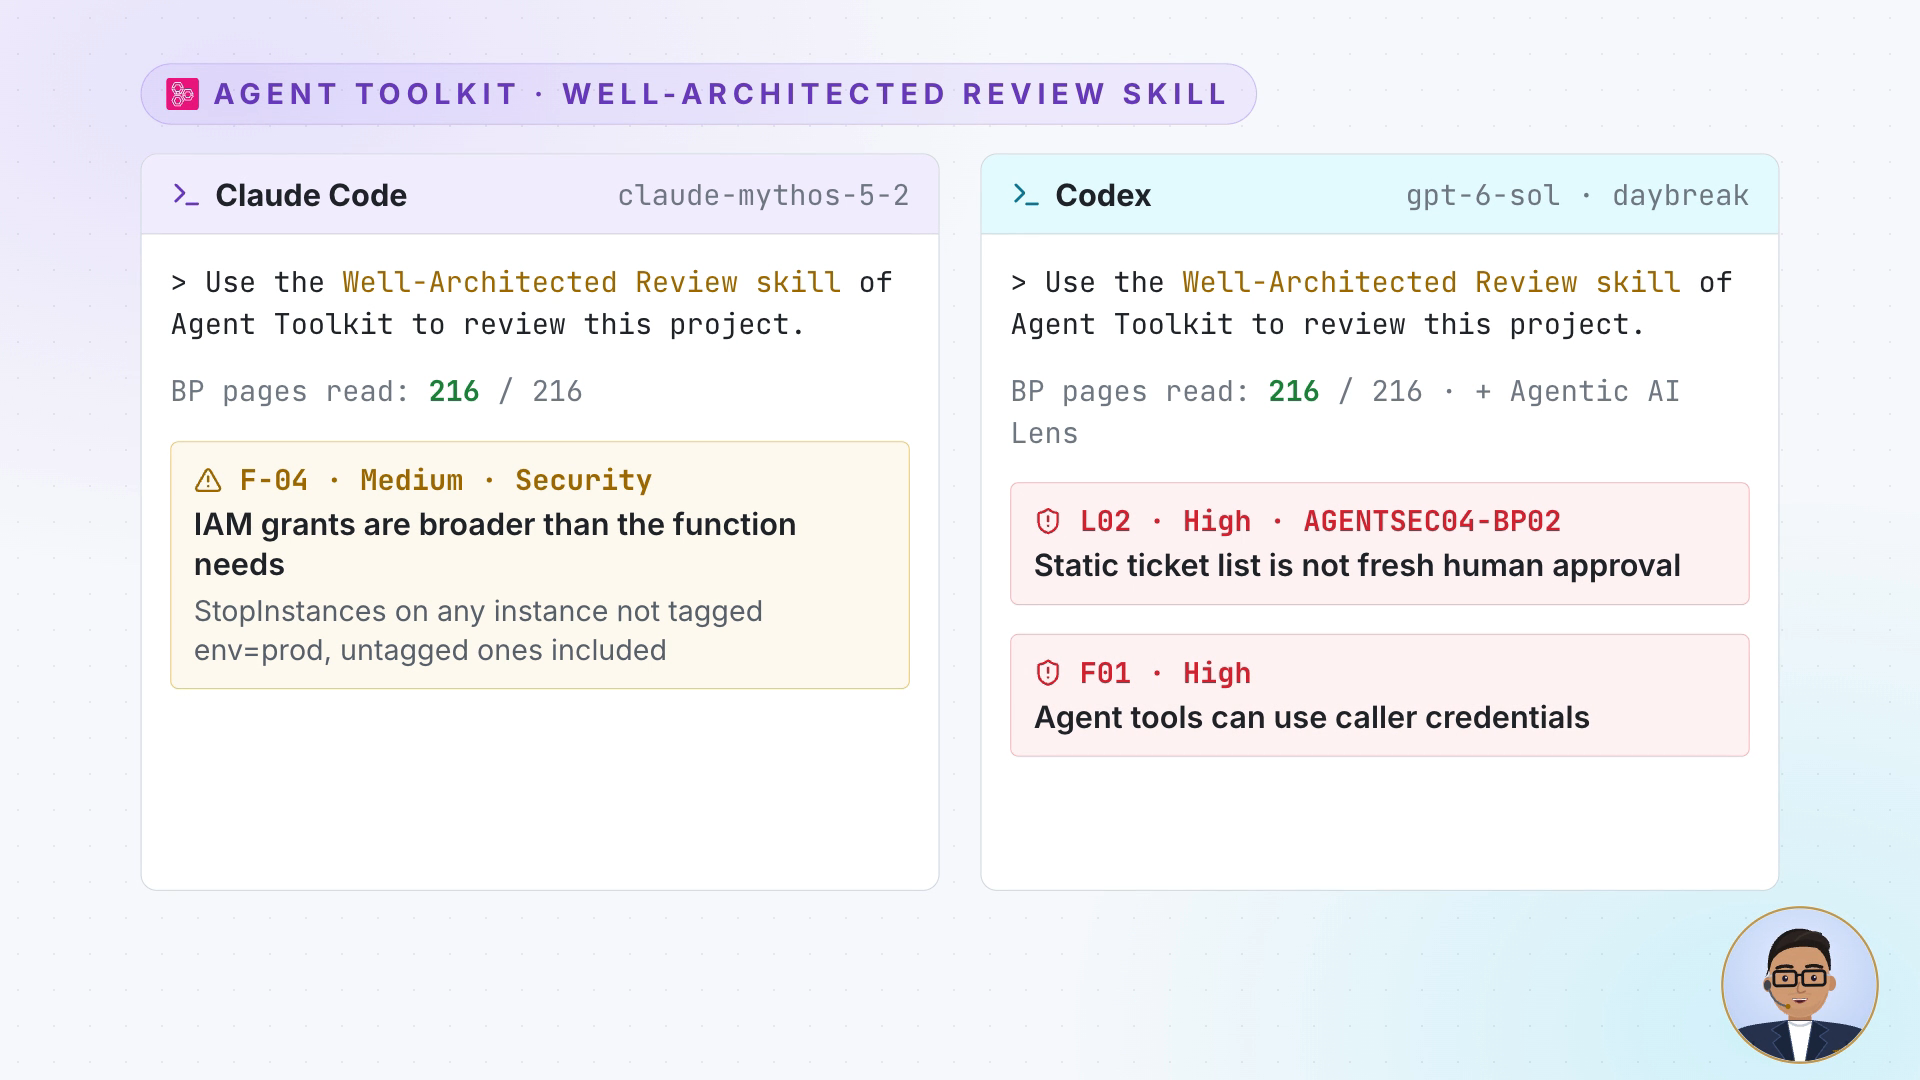 AGENT TOOLKIT · WELL-ARCHITECTED REVIEW SKILL
Claude Code
claude-mythos-5-2
> Use the Well-Architected Review skill of
Agent Toolkit to review this project.
BP pages read: 216 / 216
F-04 · Medium · Security
IAM grants are broader than the function
needs
StopInstances on any instance not tagged
env=prod, untagged ones included
Codex
gpt-6-sol · daybreak
> Use the Well-Architected Review skill of
Agent Toolkit to review this project.
BP pages read: 216 / 216 · + Agentic AI
Lens
L02 · High · AGENTSEC04-BP02
Static ticket list is not fresh human approval
F01 · High
Agent tools can use caller credentials